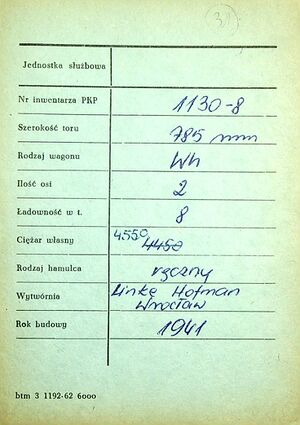 31
Jednostka służbowa
Nr inwentarza PKP 1130-8
Szerokość toru 785 mm
Rodzaj wagonu Wh
Ilość osi 2
Ładowność w t. 8
Ciężar własny 4.550 4450
Rodzaj hamulca ręczny
Wytwórnia Linke Hofman
Wrocław
Rok budowy 1941
btm 3 1192-62 6000